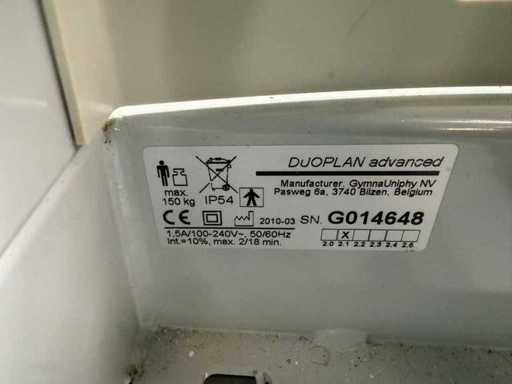 DUOPLAN advanced
Manufacturer. GymnaUniphy NV
Pasweg 6a, 3740 Bilzen, Belgium
max.
150 kg
IP54
CE 2010-03 SN. G014648
1,5A/100-240V~, 50/60Hz
Int.=10%, max. 2/18 min.
X
2.0 2.1 2.2 2.3 2.4 2.5